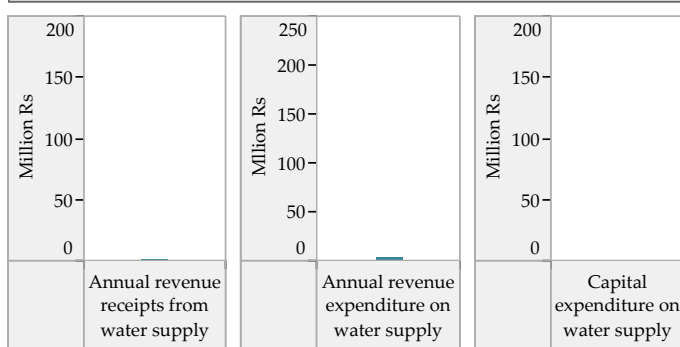 200
150
100
50
0
Million Rs
Annual revenue
receipts from
water supply
250
200
150
100
50
0
MIlion Rs
Annual revenue
expenditure on
water supply
200
150
100
50
0
Million Rs
Capital
expenditure on
water supply